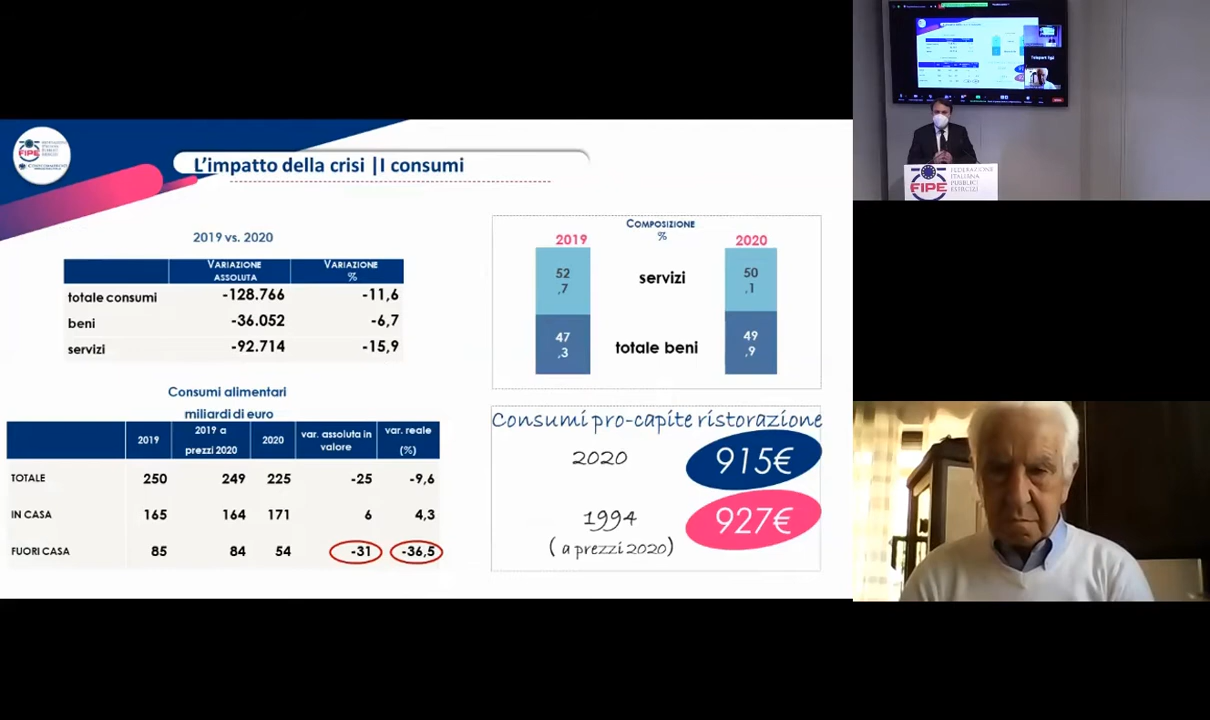 L'impatto della crisi |I consumi
FIPE
2019 vs. 2020
VARIAZIONE ASSOLUTA
VARIAZIONE %
totale consumi -128.766 -11,6
beni -36.052 -6,7
servizi -92.714 -15,9
Consumi alimentari
miliardi di euro
2019
2019 a prezzi 2020
2020
var. assoluta in valore
var. reale (%)
TOTALE 250 249 225 -25 -9,6
IN CASA 165 164 171 6 4,3
FUORI CASA 85 84 54 -31 -36,5
COMPOSIZIONE
%
2019
2020
52
,7
servizi
50
,1
47
,3
totale beni
49
,9
Consumi pro-capite ristorazione
2020 915€
1994 927€
( a prezzi 2020)
FIPE
FEDERAZIONE
ITALIANA
PUBBLICI
ESERCIZI